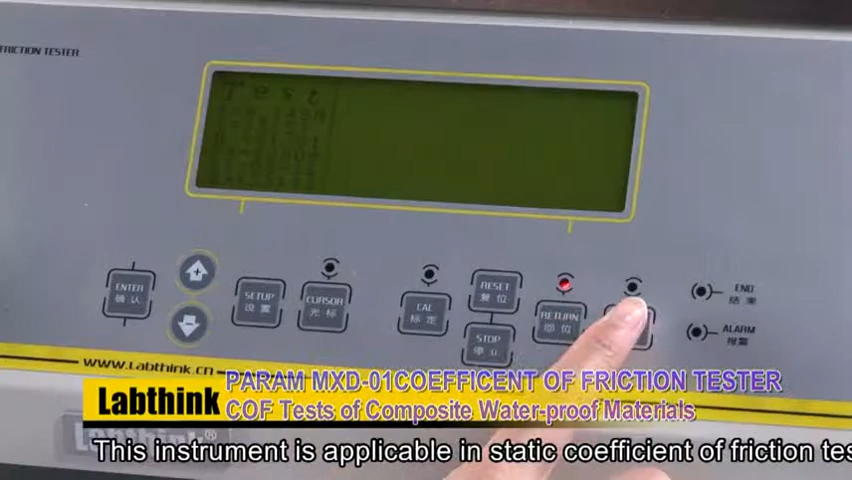 FRICTION TESTER
ENTER
确认
SETUP
设置
CURSOR
光标
CAL
标定
RESET
复位
STOP
停止
RETURN
回位
END
结束
ALARM
报警
www.Labthink.cn
Labthink
PARAM MXD-01COEFFICENT OF FRICTION TESTER
COF Tests of Composite Water-proof Materials
Labthink®
This instrument is applicable in static coefficient of friction tes